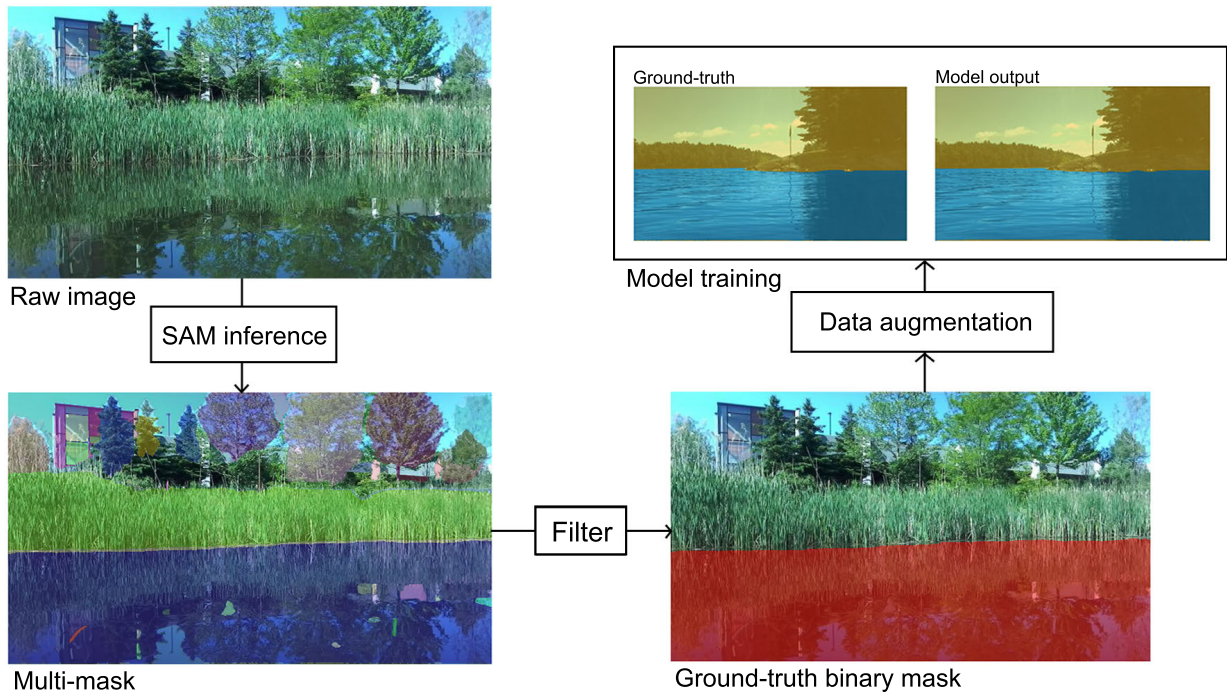 Raw image
SAM inference
Multi-mask
Filter
Ground-truth binary mask
Data augmentation
Model training
Ground-truth
Model output